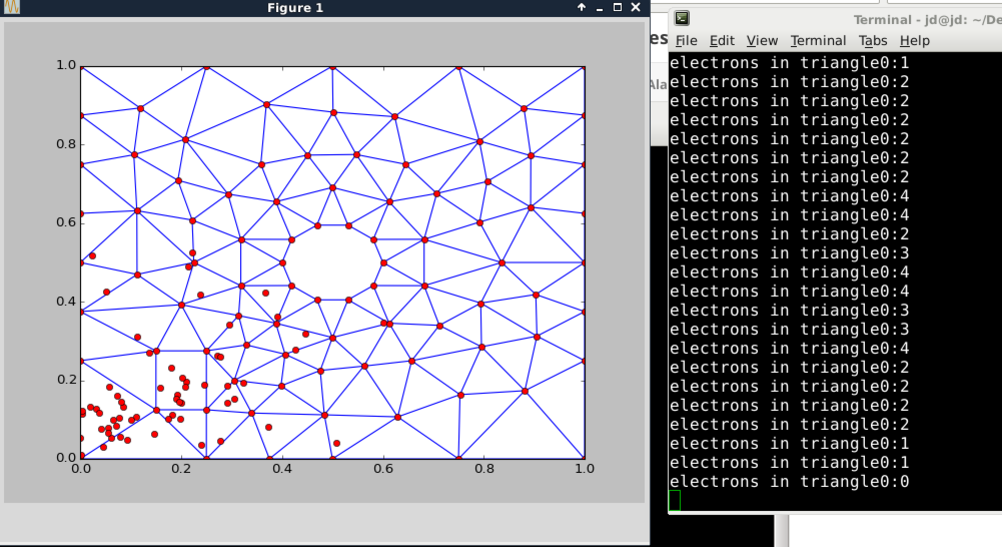 Figure 1
1.0
0.8
0.6
0.4
0.2
0.0
0.0 0.2 0.4 0.6 0.8 1.0
es
Ala
Terminal - jd@jd: ~/De
File Edit View Terminal Tabs Help
electrons in triangle0:1
electrons in triangle0:2
electrons in triangle0:2
electrons in triangle0:2
electrons in triangle0:2
electrons in triangle0:2
electrons in triangle0:2
electrons in triangle0:4
electrons in triangle0:4
electrons in triangle0:2
electrons in triangle0:3
electrons in triangle0:4
electrons in triangle0:4
electrons in triangle0:3
electrons in triangle0:3
electrons in triangle0:4
electrons in triangle0:2
electrons in triangle0:2
electrons in triangle0:2
electrons in triangle0:2
electrons in triangle0:1
electrons in triangle0:1
electrons in triangle0:0